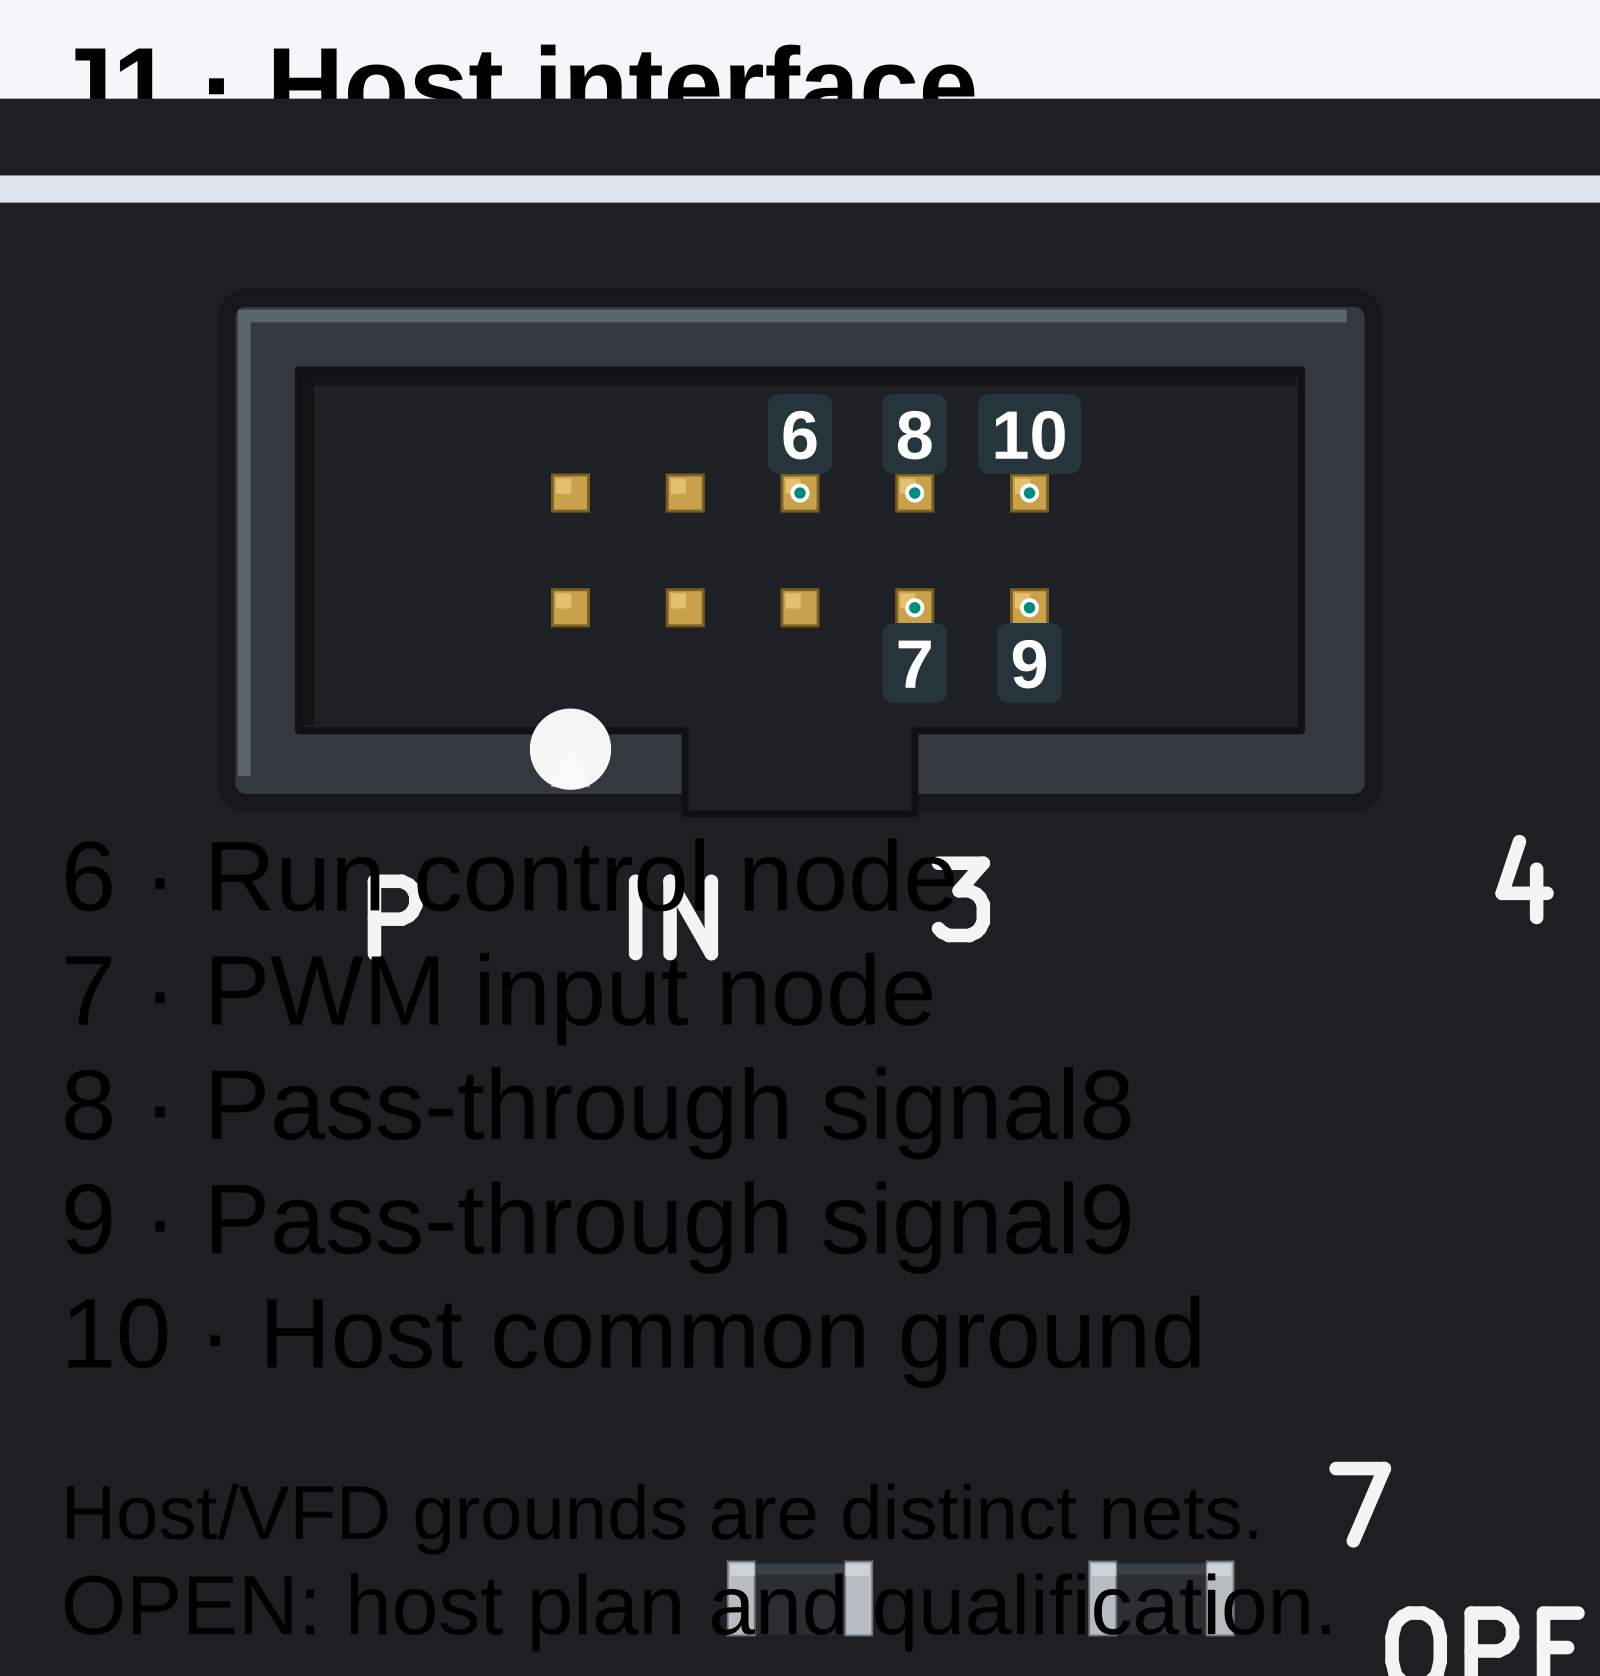 J1 · Host interface
6 8 10
7 9
6 · Run control node
P IN 3 4
7 · PWM input node
8 · Pass-through signal8
9 · Pass-through signal9
10 · Host common ground
Host/VFD grounds are distinct nets.
7
OPEN: host plan and qualification.